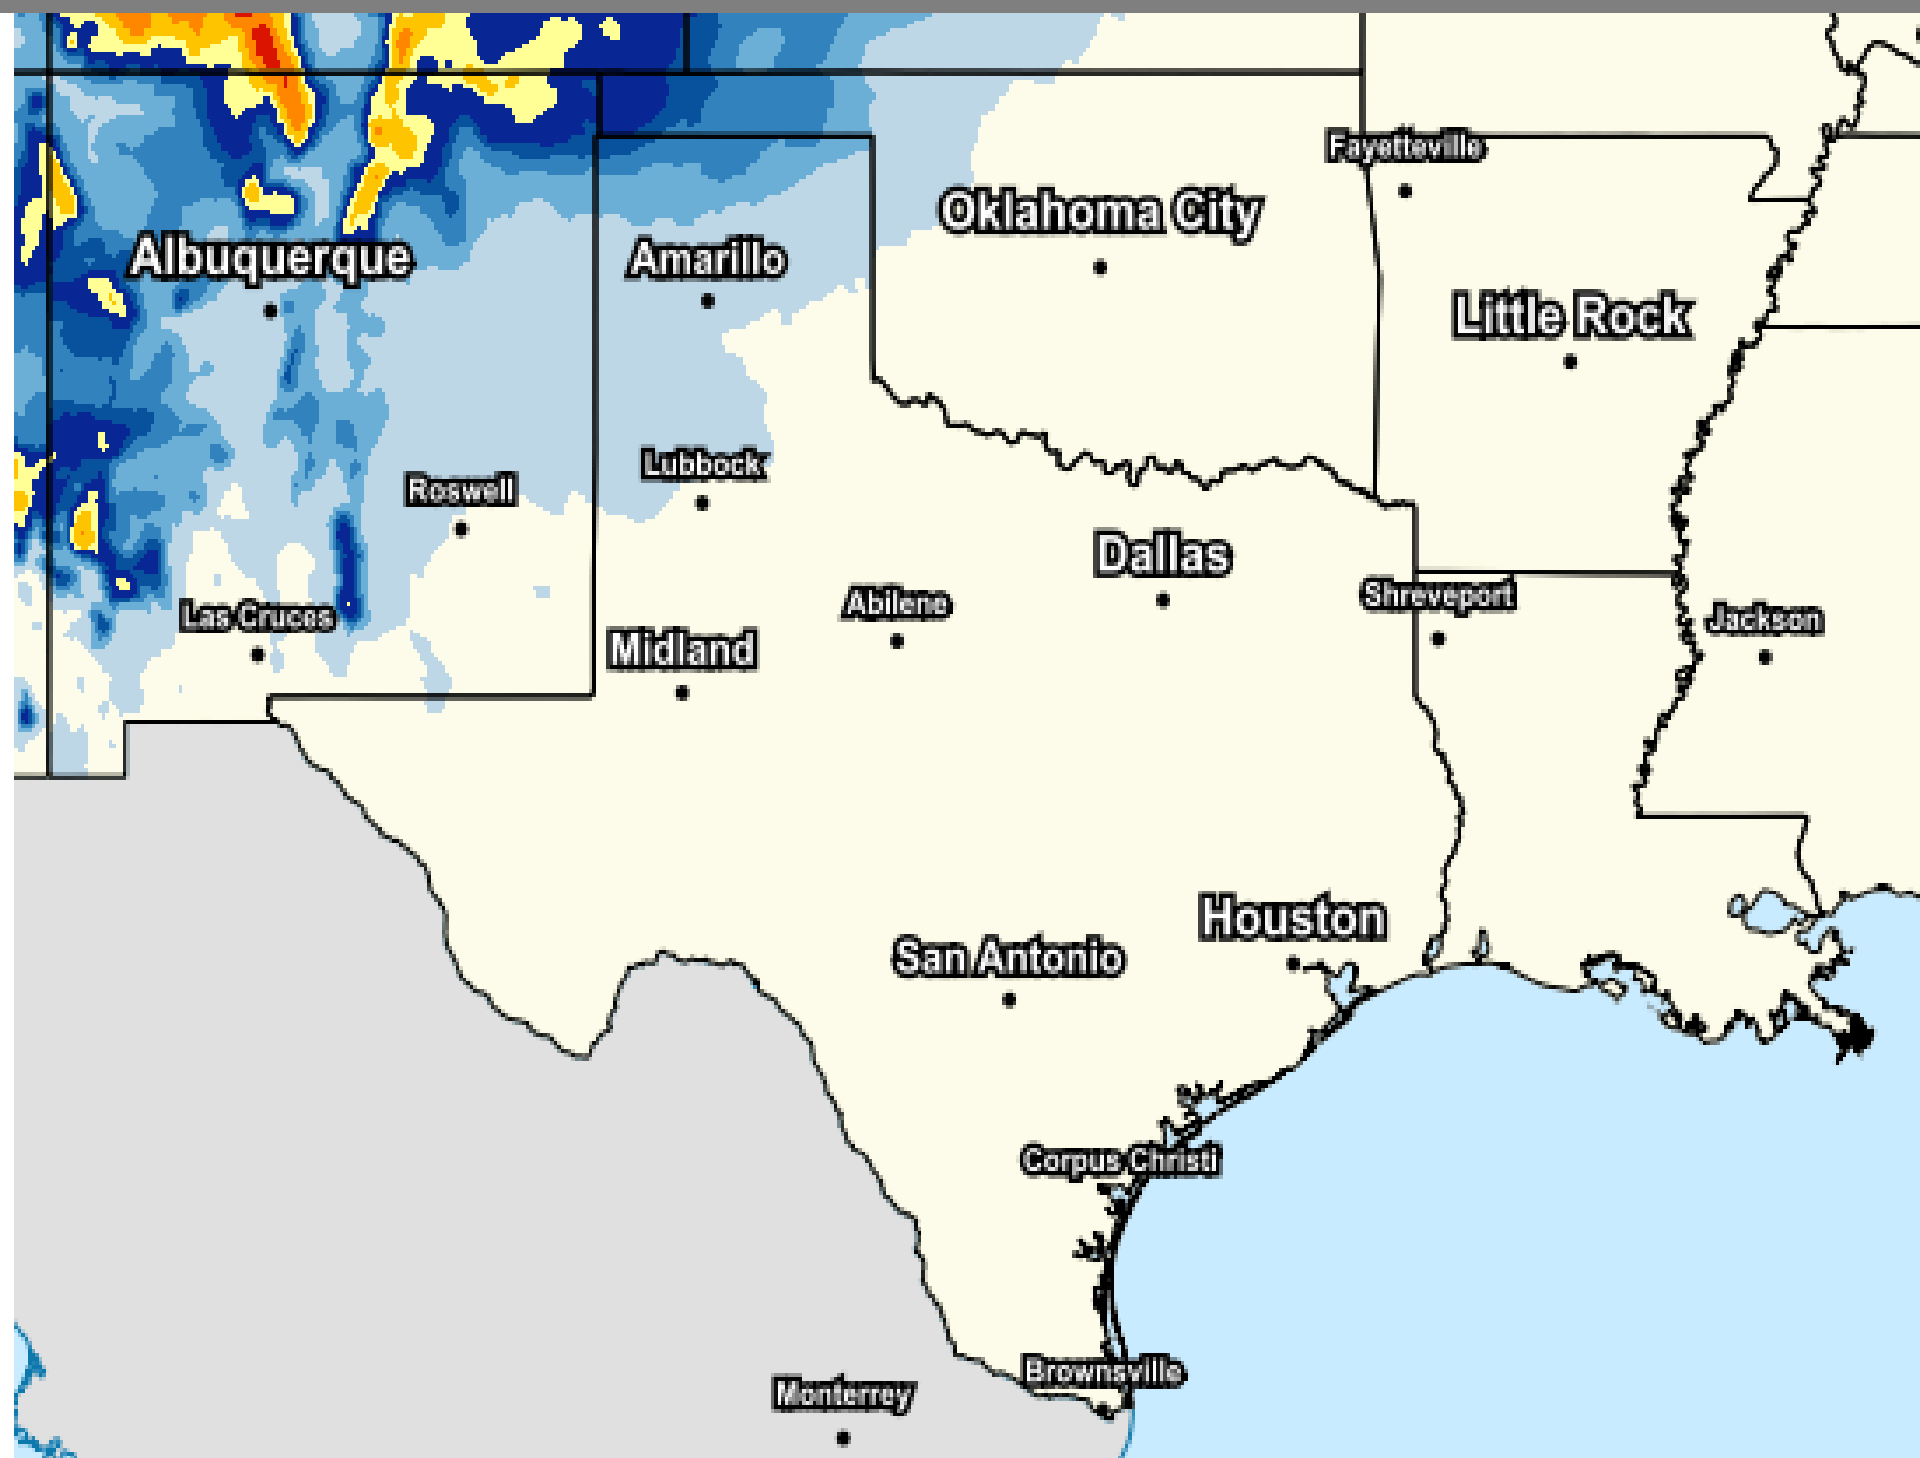 Fayetteville
Oklahoma City
Albuquerque
Amarillo
Little Rock
Lubbock
Roswell
Dallas
Abilene
Shreveport
Las Cruces
Jackson
Midland
Houston
San Antonio
Corpus Christi
Brownsville
Monterrey